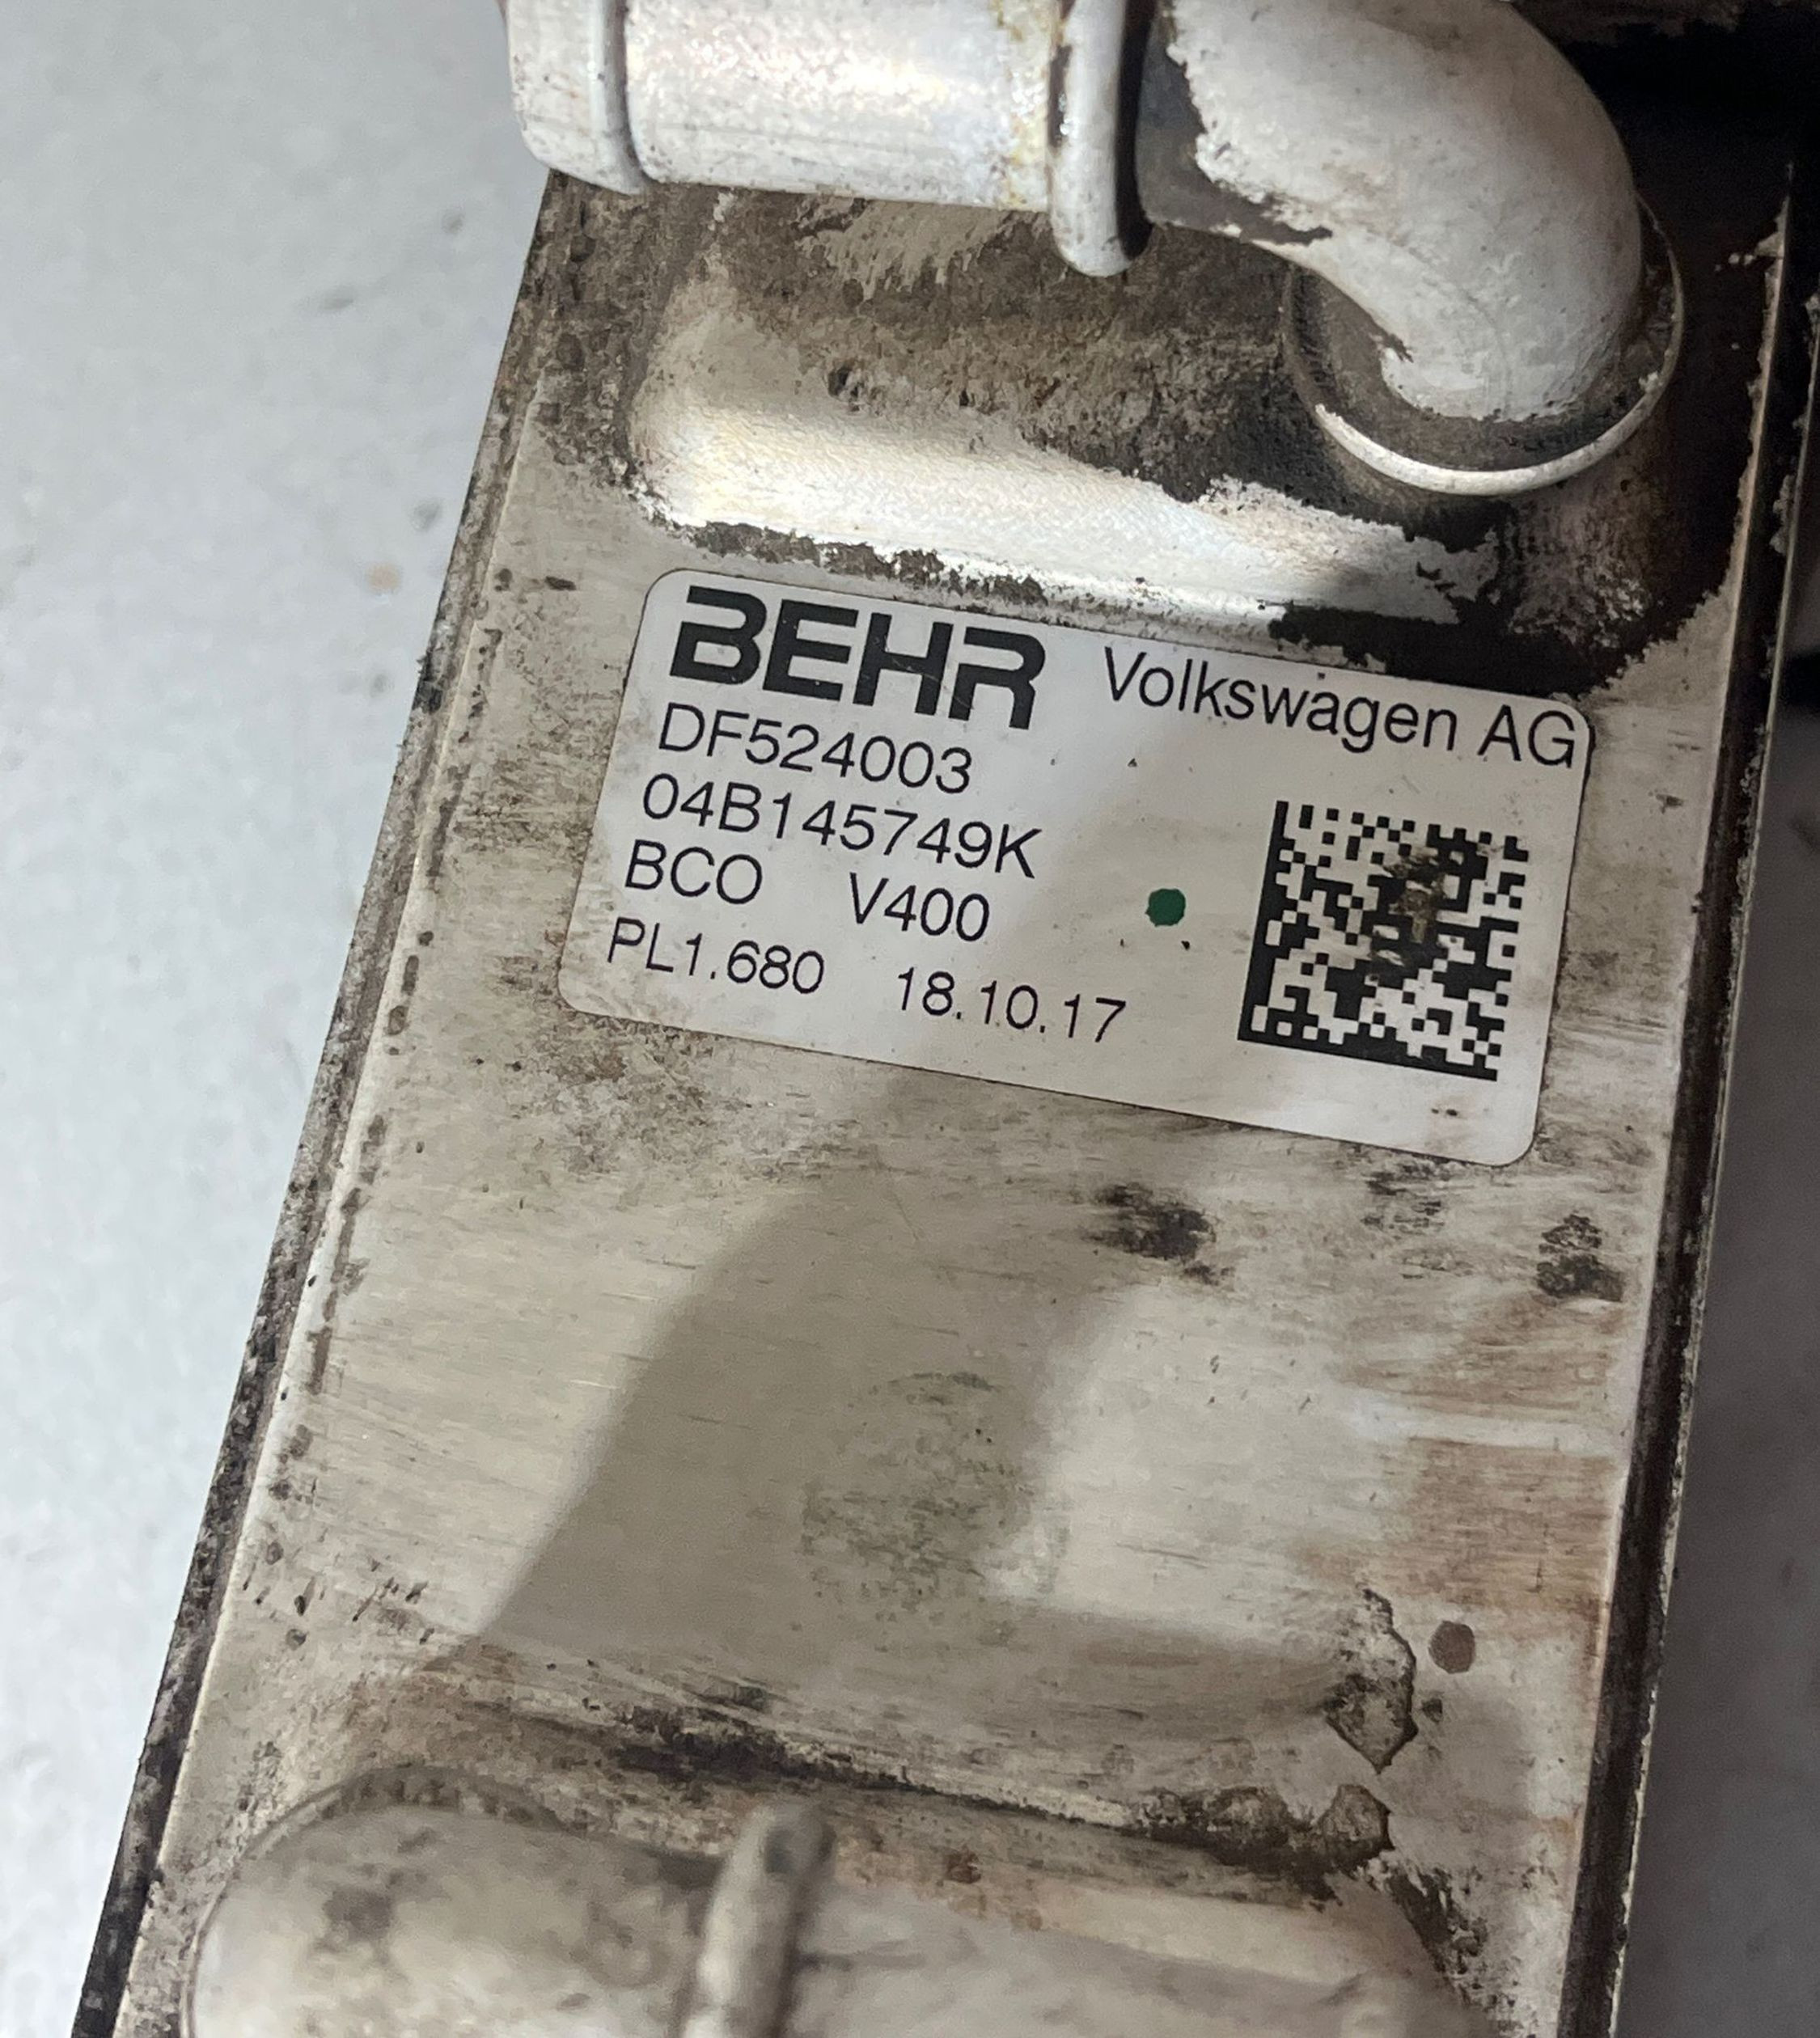 BEHR Volkswagen AG
DF524003
04B145749K
BCO V400
PL1.680 18.10.17